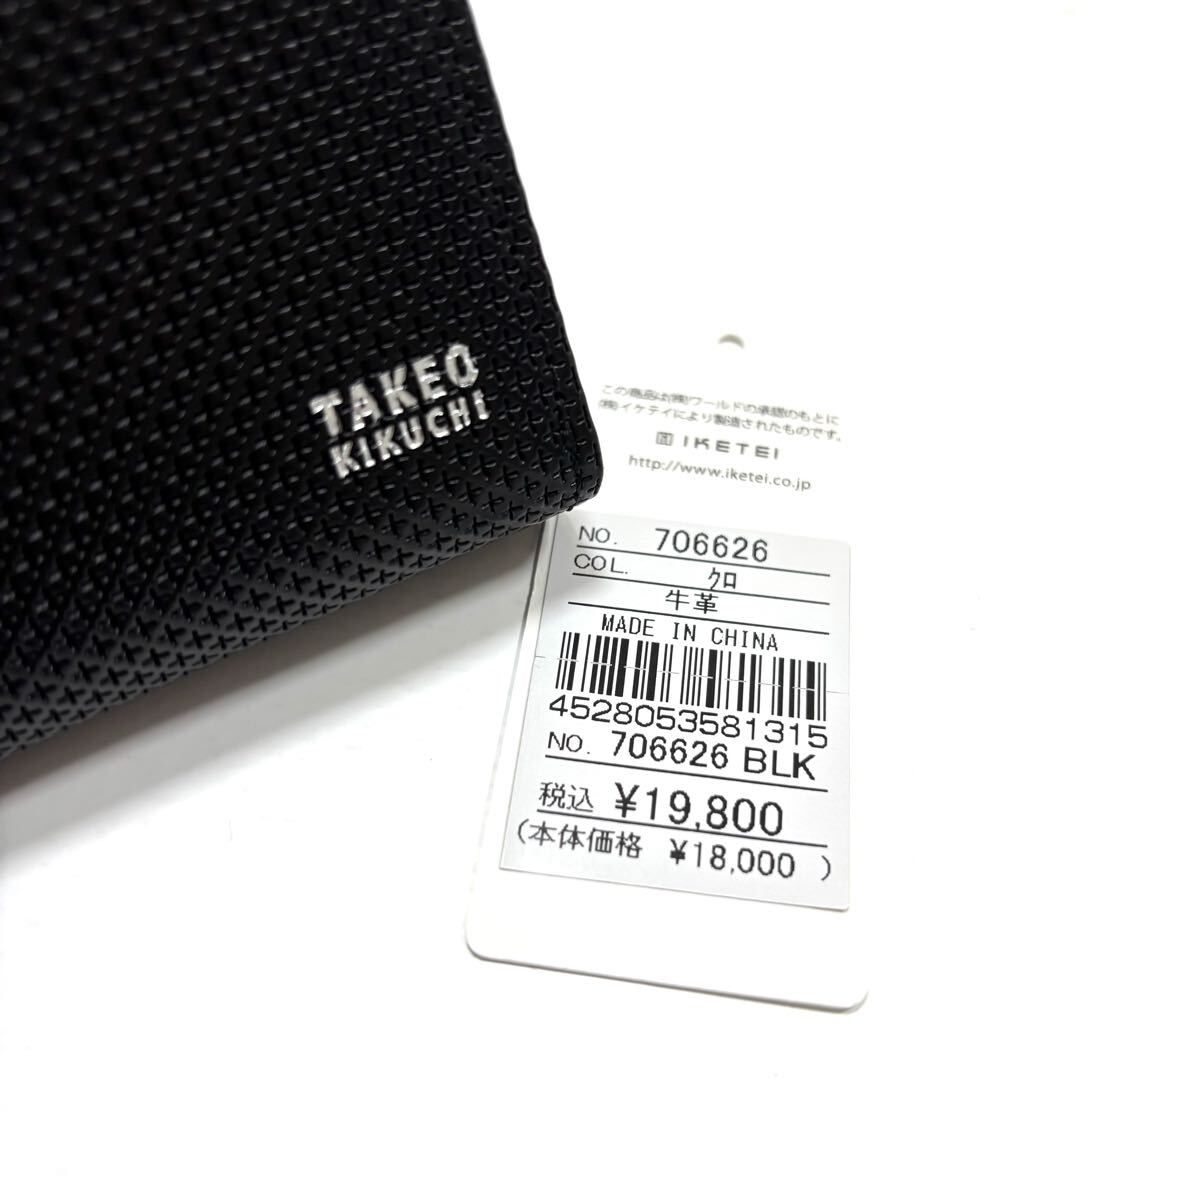 TAKEO
KIKUCHI
この商品は(株)ワールドの承認のもとに
(株)イケテイにより製造されたものです。
IKETEI
http://www.iketei.co.jp
NO. 706626
COL. クロ
牛革
MADE IN CHINA
4528053581315
NO. 706626 BLK
税込 ¥19,800
(本体価格 ¥18,000 )